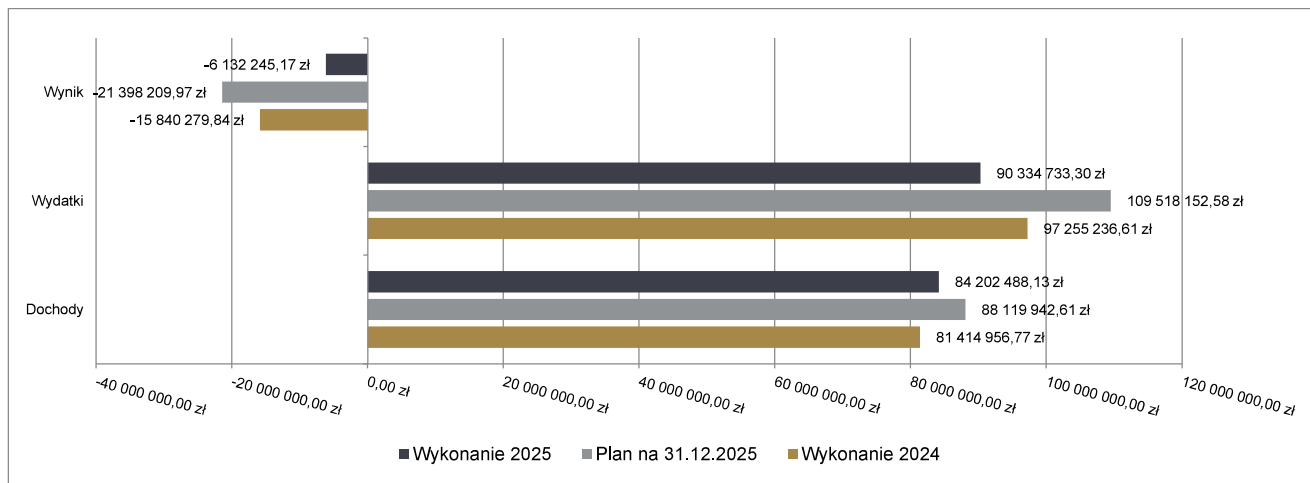 -6 132 245,17 zł
Wynik
-21 398 209,97 zł
-15 840 279,84 zł
90 334 733,30 zł
Wydatki
109 518 152,58 zł
97 255 236,61 zł
84 202 488,13 zł
Dochody
88 119 942,61 zł
81 414 956,77 zł
-40 000 000,00 zł
-20 000 000,00 zł
0,00 zł
20 000 000,00 zł
40 000 000,00 zł
60 000 000,00 zł
80 000 000,00 zł
100 000 000,00 zł
120 000 000,00 zł
Wykonanie 2025 Plan na 31.12.2025 Wykonanie 2024